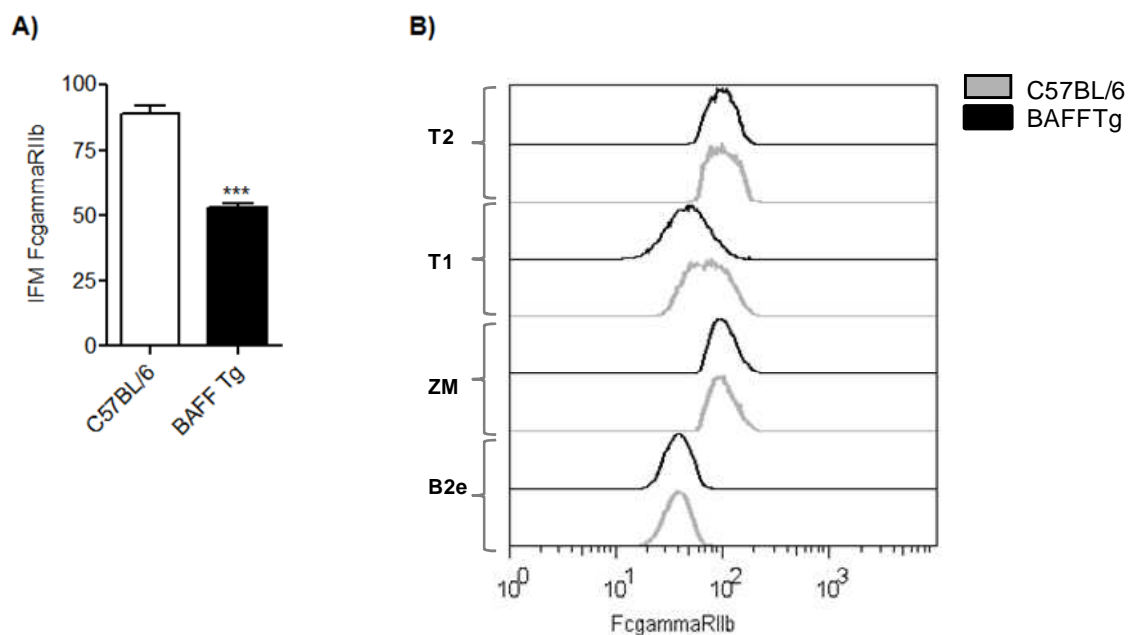 A)
100
75
50
25
0
IFM FcgammaRIIb
C57BL/6
BAFF Tg
***
B)
T2
T1
ZM
B2e
10^0
10^1
10^2
10^3
FcgammaRIIb
C57BL/6
BAFFTg